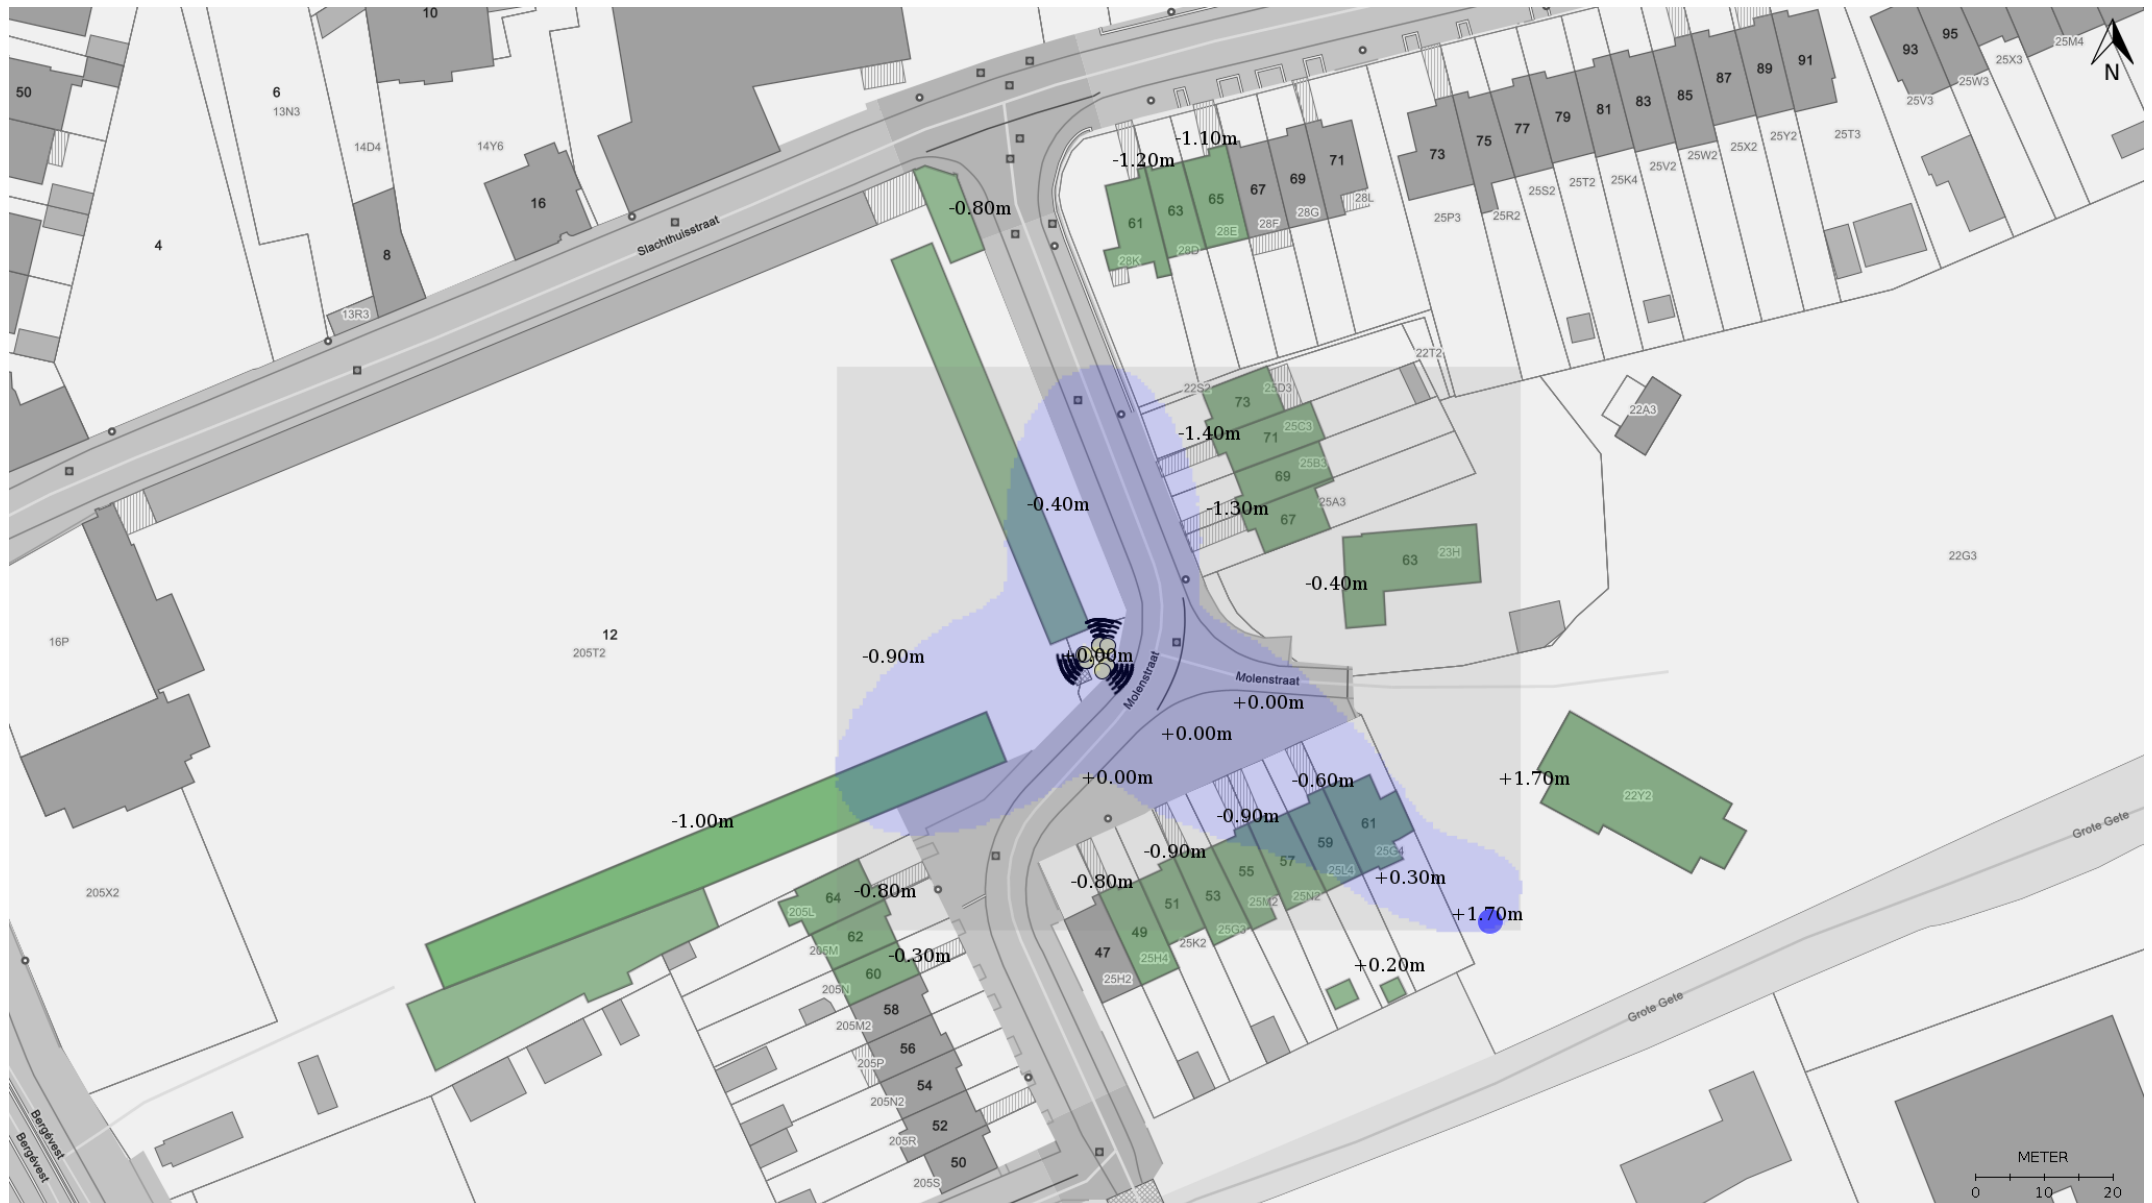 10
95
93
25M4
25X3
91
89
87
85
83
81
79
77
75
73
50
6
13N3
25W3
25V3
N
25T3
25Y2
25X2
25W2
25V2
25K4
25T2
25S2
25R2
25P3
14D4
14Y6
-1.10m
-1.20m
71
69
67
65
63
61
28L
28G
28F
28E
28D
28K
16
8
4
Slachthuisstraat
-0.80m
13R3
22T2
22S2
25D3
73
22A3
-1.40m
71
25C3
25B3
69
-0.40m
-1.30m
67
25A3
22G3
63
23H
-0.40m
12
205T2
16P
-0.90m
+0.00m
Molenstraat
Molenstraat
+0.00m
+0.00m
+0.00m
-0.60m
+1.70m
22Y2
-1.00m
-0.90m
-0.90m
61
59
57
55
53
51
49
47
25G4
25L4
25N2
25M2
25G3
25K2
25H4
25H2
Grote Gete
+0.30m
-0.80m
-0.80m
205X2
64
205L
+1.70m
62
205M
-0.30m
60
205N
+0.20m
58
205M2
Grote Gete
56
205P
54
205N2
52
205R
50
205S
Bergévest
Bergévest
METER
0 10 20